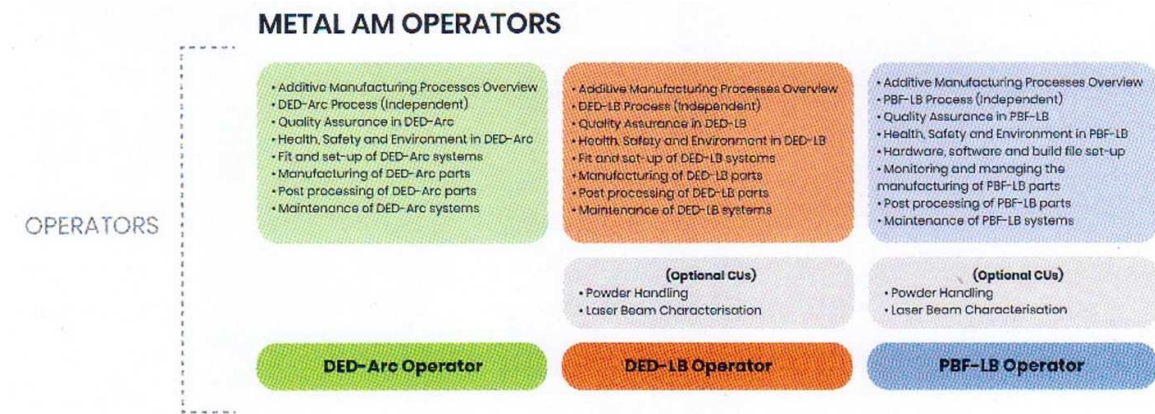 METAL AM OPERATORS
OPERATORS
• Additive Manufacturing Processes Overview
• DED-Arc Process (Independent)
• Quality Assurance in DED-Arc
• Health, Safety and Environment in DED-Arc
• Fit and set-up of DED-Arc systems
• Manufacturing of DED-Arc parts
• Post processing of DED-Arc parts
• Maintenance of DED-Arc systems
DED-Arc Operator
• Additive Manufacturing Processes Overview
• DED-LB Process (Independent)
• Quality Assurance in DED-LB
• Health, Safety and Environment in DED-LB
• Fit and set-up of DED-LB systems
• Manufacturing of DED-LB parts
• Post processing of DED-LB parts
• Maintenance of DED-LB systems
(Optional CUs)
• Powder Handling
• Laser Beam Characterisation
DED-LB Operator
• Additive Manufacturing Processes Overview
• PBF-LB Process (Independent)
• Quality Assurance in PBF-LB
• Health, Safety and Environment in PBF-LB
• Hardware, software and build file set-up
• Monitoring and managing the
manufacturing of PBF-LB parts
• Post processing of PBF-LB parts
• Maintenance of PBF-LB systems
(Optional CUs)
• Powder Handling
• Laser Beam Characterisation
PBF-LB Operator